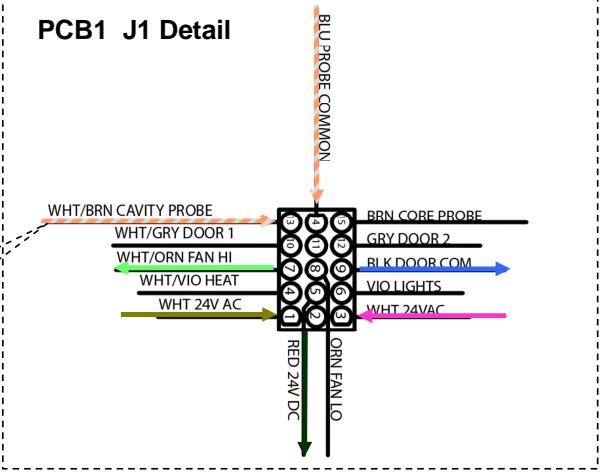 PCB1 J1 Detail
BLU PROBE COMMON
WHT/BRN CAVITY PROBE
BRN CORE PROBE
WHT/GRY DOOR 1
GRY DOOR 2
WHT/ORN FAN HI
BLK DOOR COM
WHT/VIO HEAT
VIO LIGHTS
WHT 24V AC
WHT 24VAC
13 14 15
10 11 12
7 8 9
4 5 6
1 2 3
RED 24V DC
ORN FAN LO